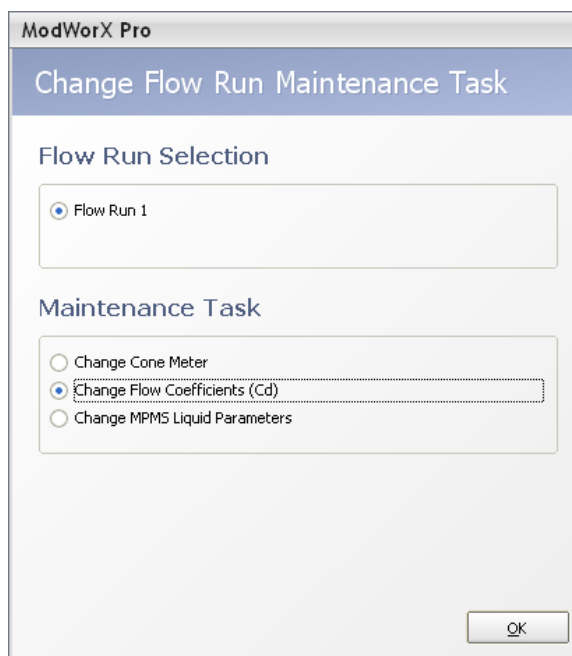 ModWorX Pro
Change Flow Run Maintenance Task
Flow Run Selection
Flow Run 1
Maintenance Task
Change Cone Meter
Change Flow Coefficients (Cd)
Change MPMS Liquid Parameters
OK